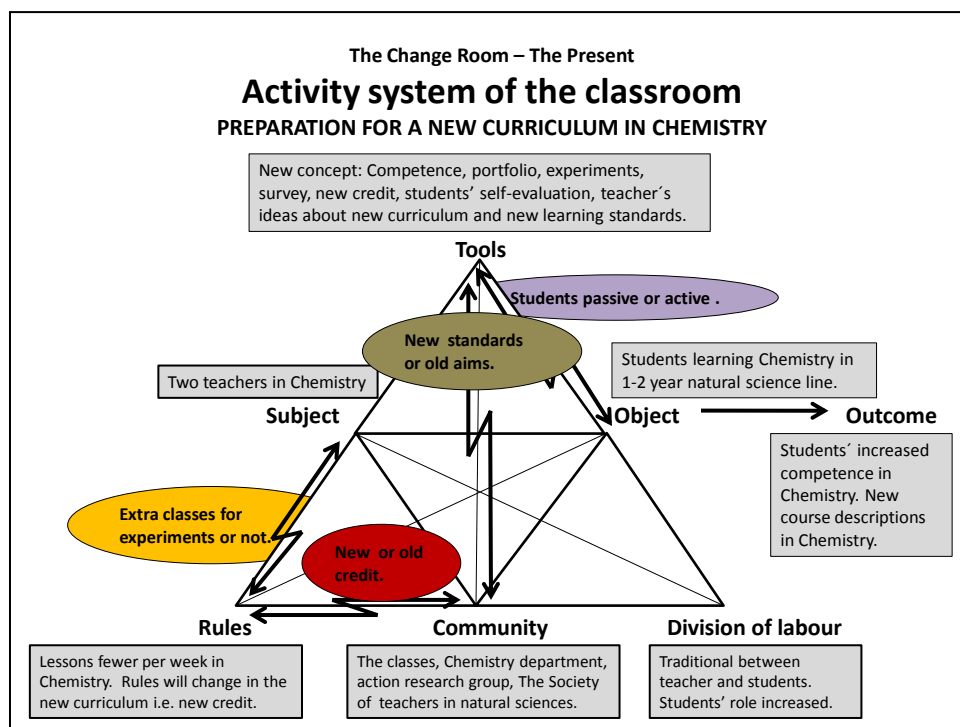 The Change Room – The Present
Activity system of the classroom
PREPARATION FOR A NEW CURRICULUM IN CHEMISTRY
New concept: Competence, portfolio, experiments,
survey, new credit, students’ self-evaluation, teacher´s
ideas about new curriculum and new learning standards.
Tools
Students passive or active .
New standards
or old aims.
Two teachers in Chemistry
Students learning Chemistry in
1-2 year natural science line.
Subject
Object
Outcome
Students´ increased
competence in
Chemistry. New
course descriptions
in Chemistry.
Extra classes for
experiments or not.
New or old
credit.
Rules
Community
Division of labour
Lessons fewer per week in
Chemistry. Rules will change in the
new curriculum i.e. new credit.
The classes, Chemistry department,
action research group, The Society
of teachers in natural sciences.
Traditional between
teacher and students.
Students’ role increased.